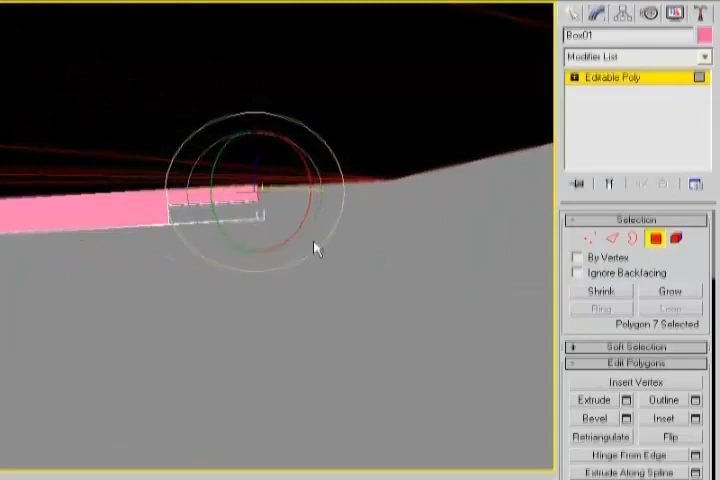 Box01
Modifier List
Editable Poly
Selection
By Vertex
Ignore Backfacing
Shrink Grow
Ring Loop
Polygon 7 Selected
Soft Selection
Edit Polygons
Insert Vertex
Extrude Outline
Bevel Inset
Retriangulate Flip
Hinge From Edge
Extrude Along Spline